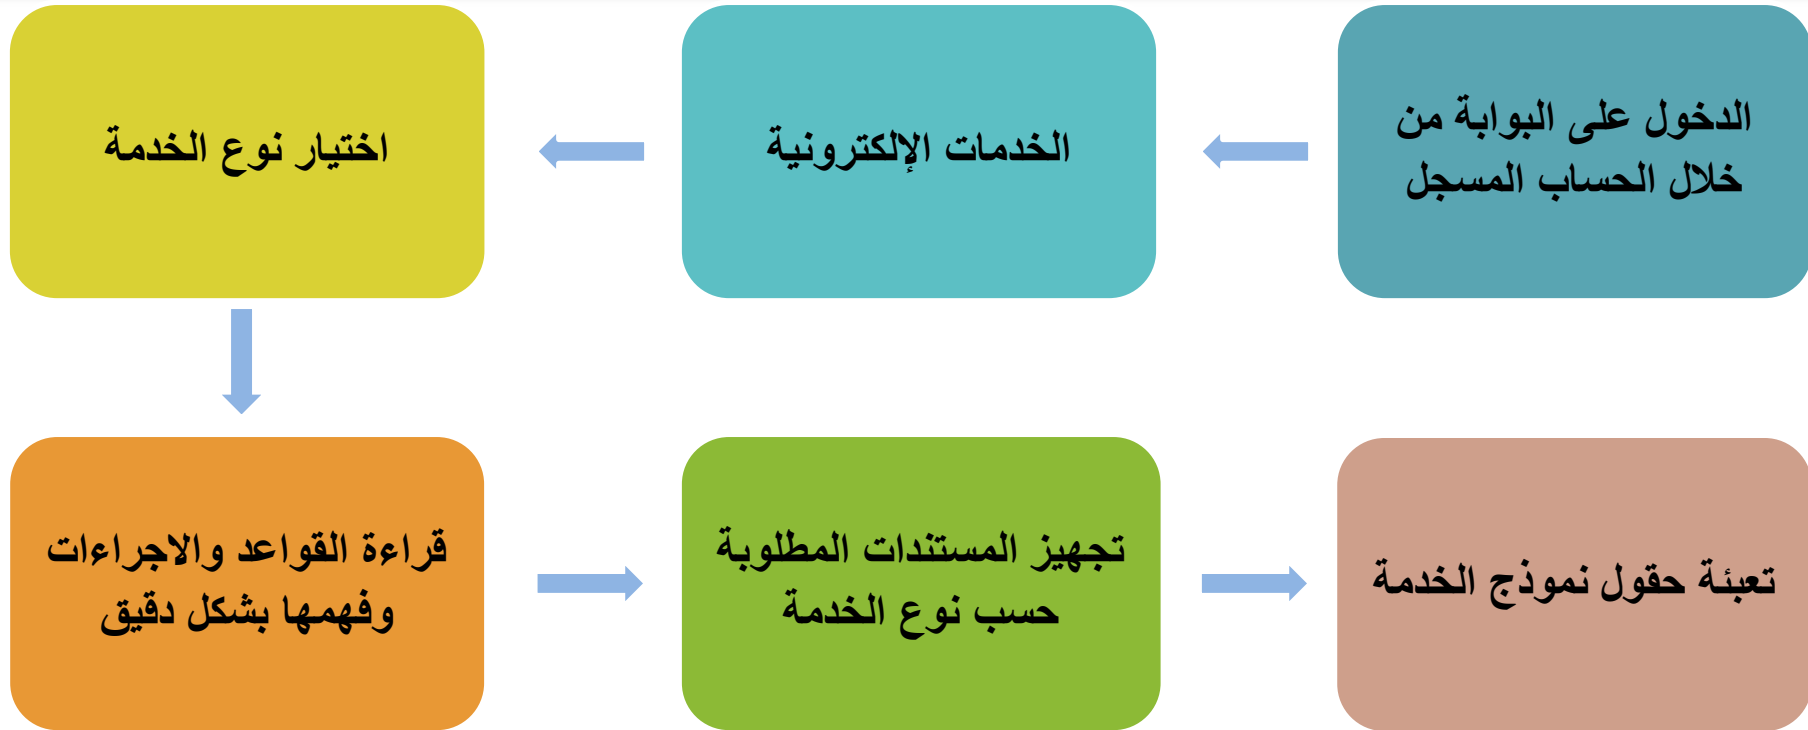 الدخول على البوابة من
خلال الحساب المسجل
الخدمات الإلكترونية
اختيار نوع الخدمة
قراءة القواعد والاجراءات
وفهمها بشكل دقيق
تجهيز المستندات المطلوبة
حسب نوع الخدمة
تعبئة حقول نموذج الخدمة